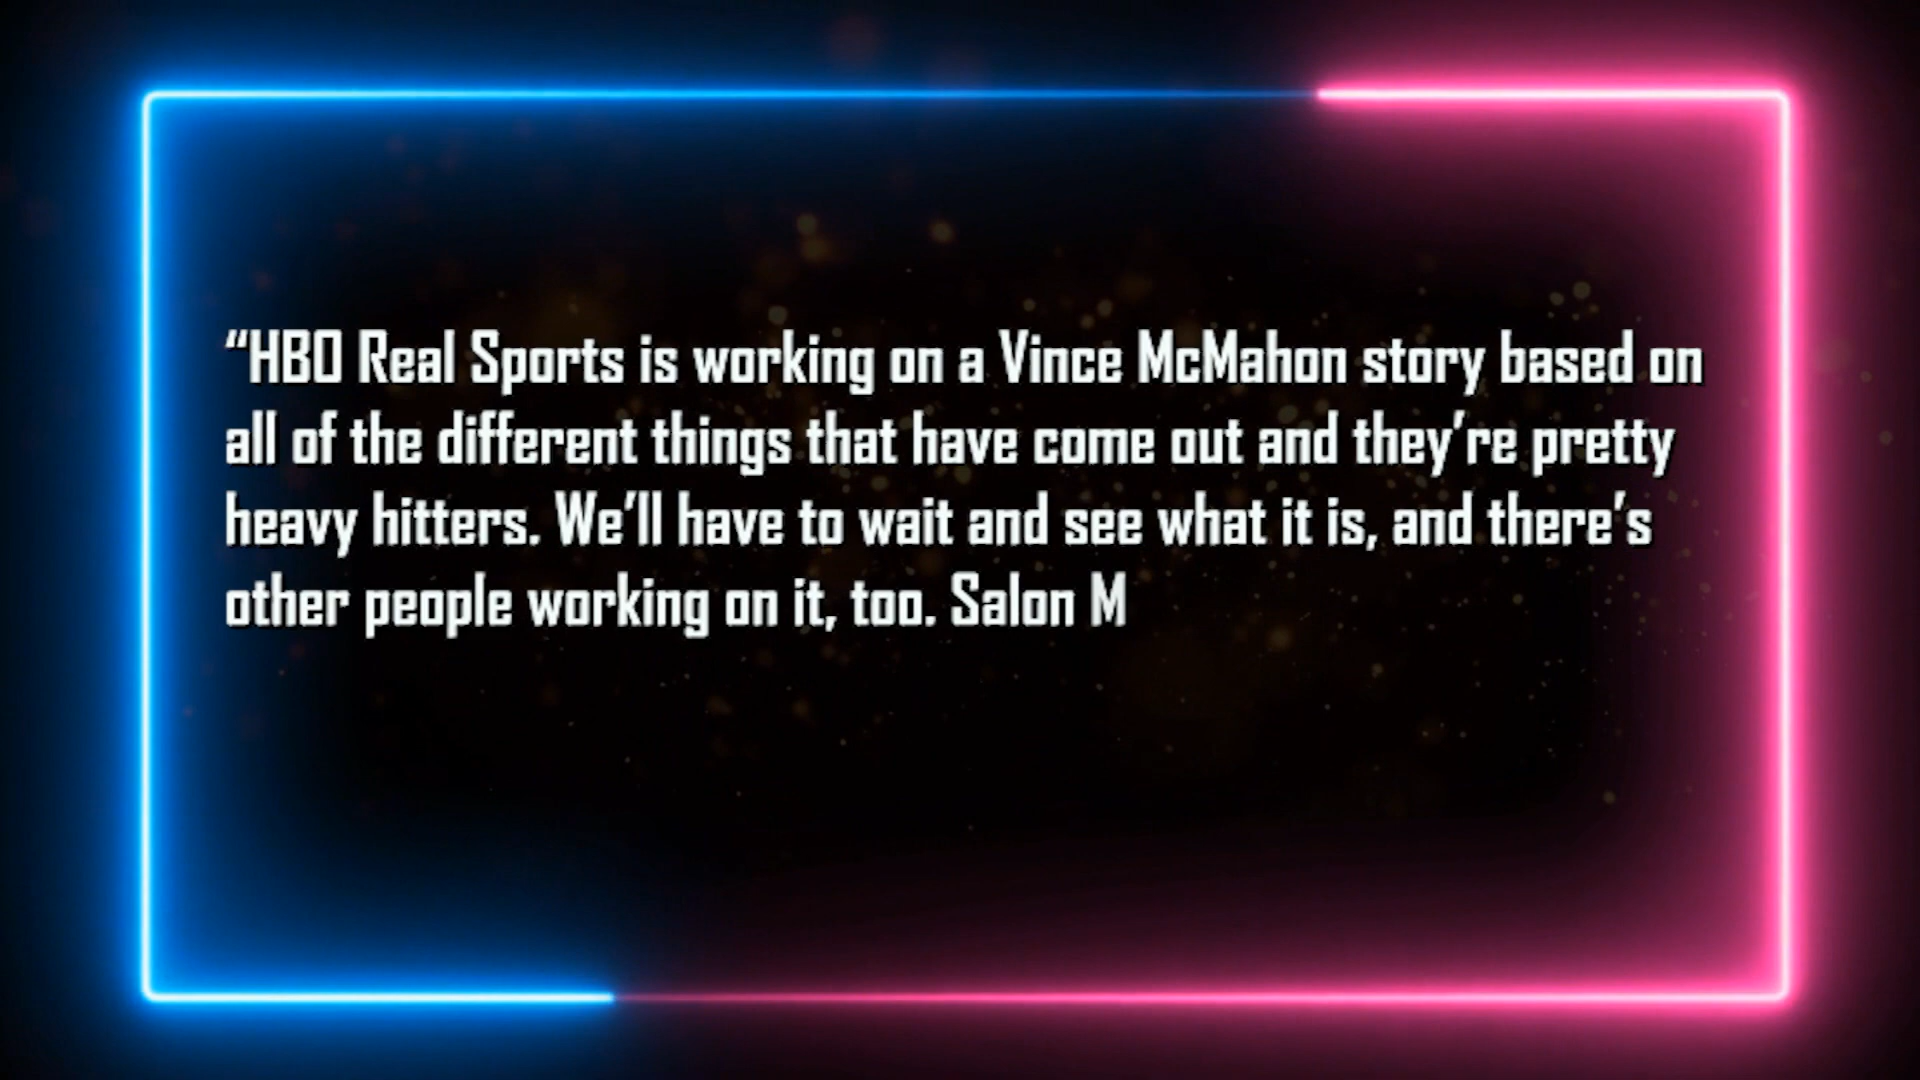 “HBO Real Sports is working on a Vince McMahon story based on
all of the different things that have come out and they’re pretty
heavy hitters. We’ll have to wait and see what it is, and there’s
other people working on it, too. Salon M